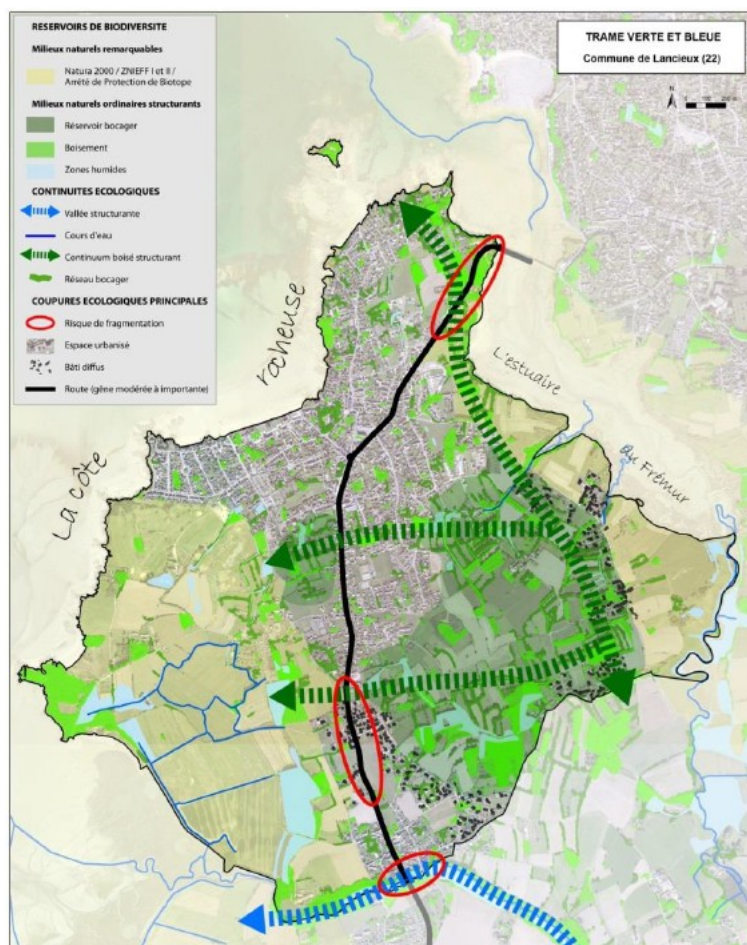 RESERVOIRS DE BIODIVERSITE
Milieux naturels remarquables
Natura 2000 / ZNIEFF I et II /
Arrêté de Protection de Biotope
Milieux naturels ordinaires structurants
Réservoir bocager
Boisement
Zones humides
CONTINUITES ECOLOGIQUES
Vallée structurante
Cours d'eau
Continuum boisé structurant
Réseau bocager
COUPURES ECOLOGIQUES PRINCIPALES
Risque de fragmentation
Espace urbanisé
Bâti diffus
Route (gêne modérée à importante)
TRAME VERTE ET BLEUE
Commune de Lancieux (22)
N
La côte
rocheuse
L'estuaire
du Frémur